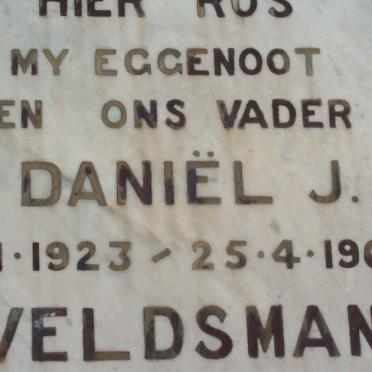 HIER RUS
MY EGGENOOT
EN ONS VADER
DANIËL J.
1923 - 25.4.19
VELDSMAN